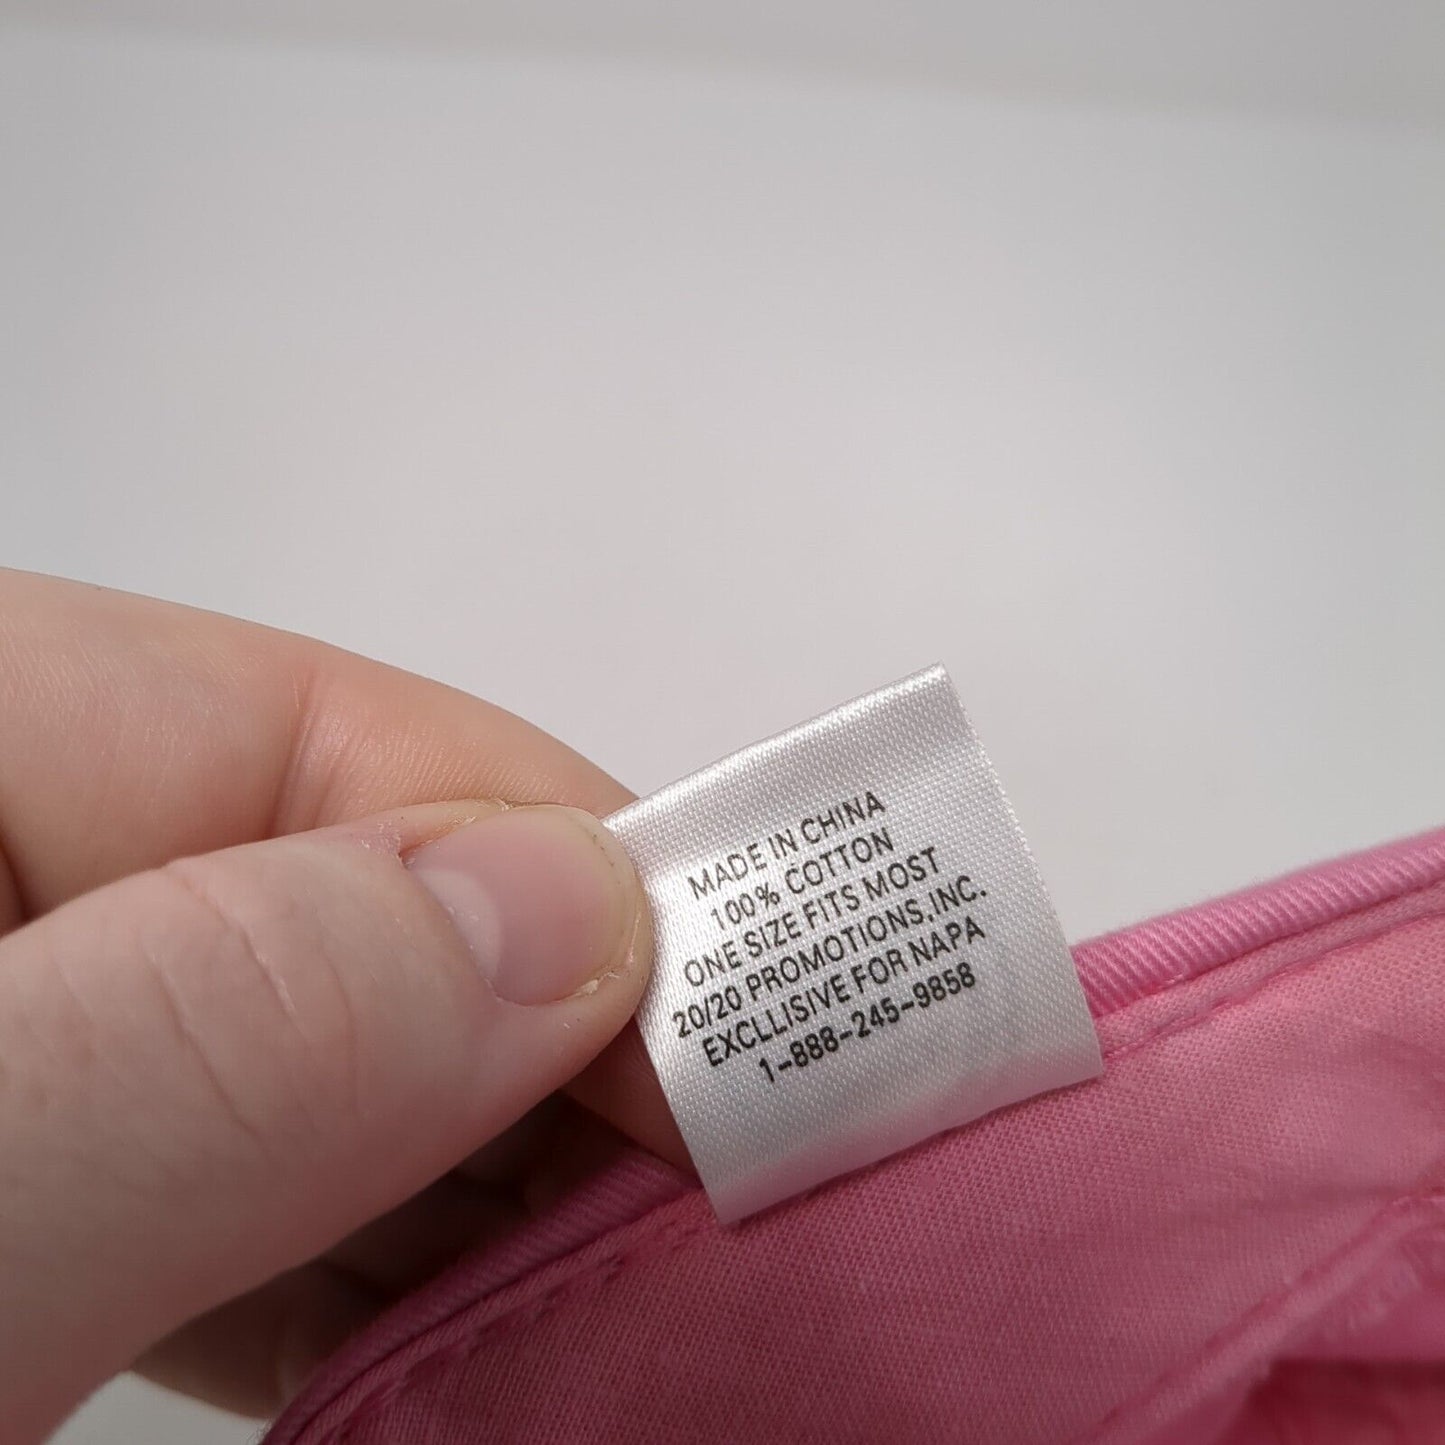 MADE IN CHINA
100% COTTON
ONE SIZE FITS MOST
20/20 PROMOTIONS,INC.
EXCLLISIVE FOR NAPA
1-888-245-9858